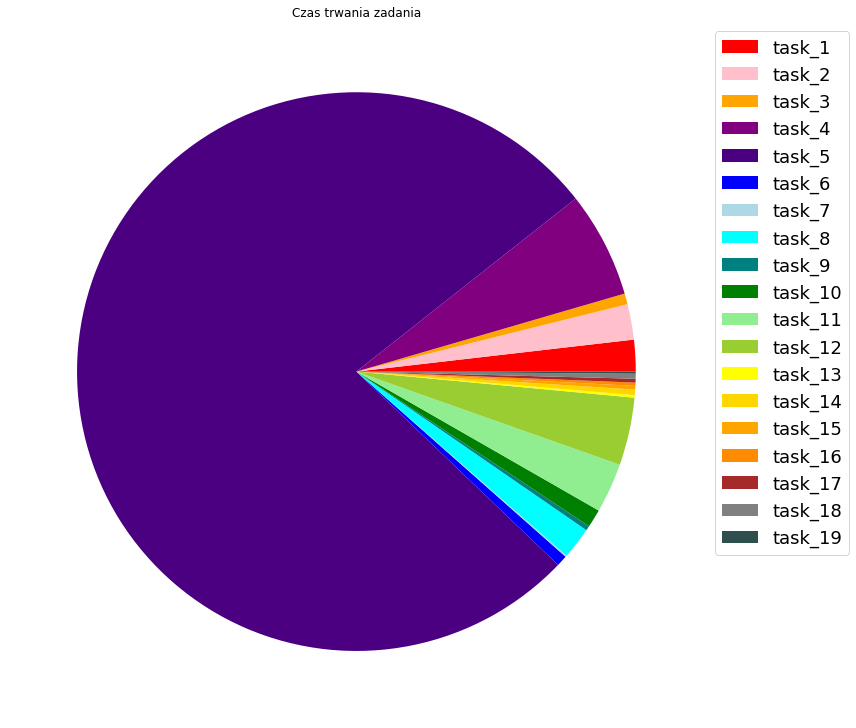 Czas trwania zadania
task_1
task_2
task_3
task_4
task_5
task_6
task_7
task_8
task_9
task_10
task_11
task_12
task_13
task_14
task_15
task_16
task_17
task_18
task_19